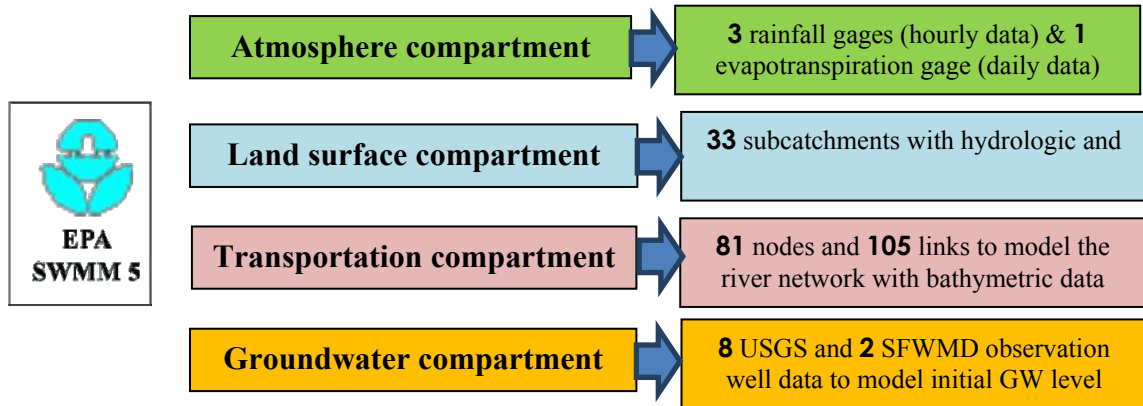 Atmosphere compartment
3 rainfall gages (hourly data) & 1
evapotranspiration gage (daily data)
EPA
SWMM 5
Land surface compartment
33 subcatchments with hydrologic and
Transportation compartment
81 nodes and 105 links to model the
river network with bathymetric data
Groundwater compartment
8 USGS and 2 SFWMD observation
well data to model initial GW level